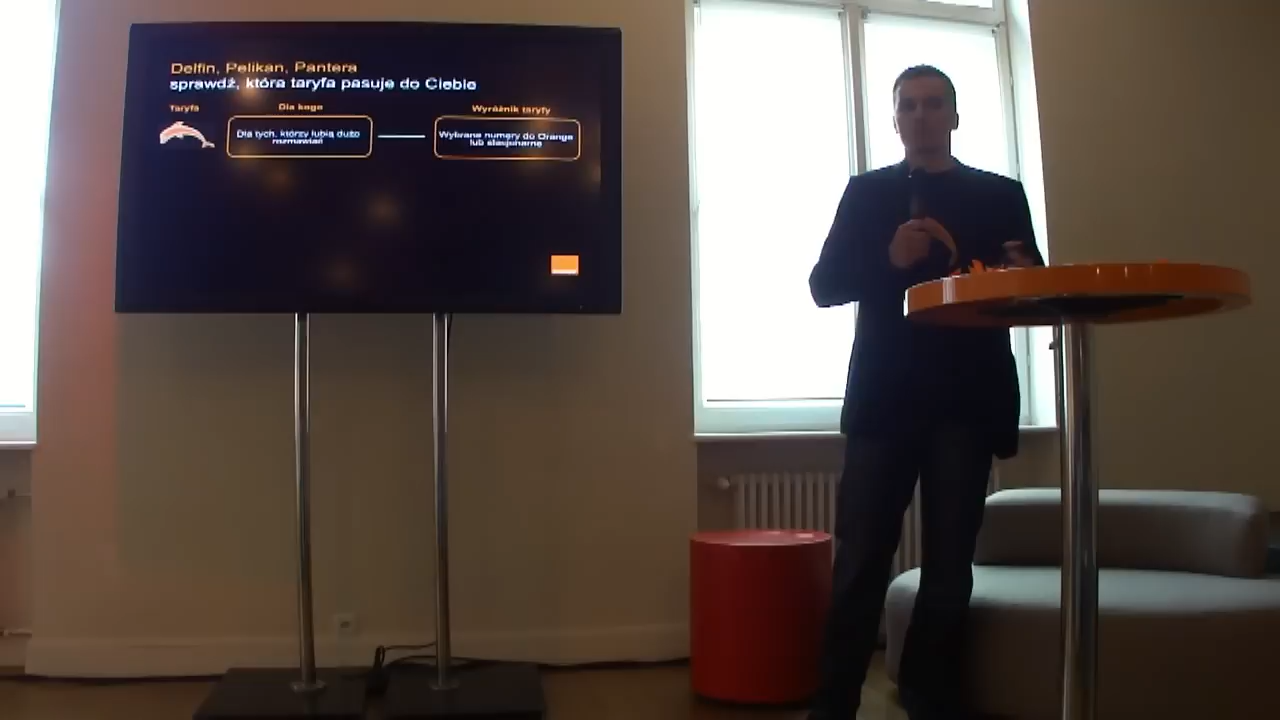 Delfin, Pelikan, Pantera
sprawdź, która taryfa pasuje do Ciebie
Taryfa
Dla kogo
Wyróżnik taryfy
Dla tych, którzy lubią dużo
rozmawiać
Wybrane numery do Orange
lub stacjonarne